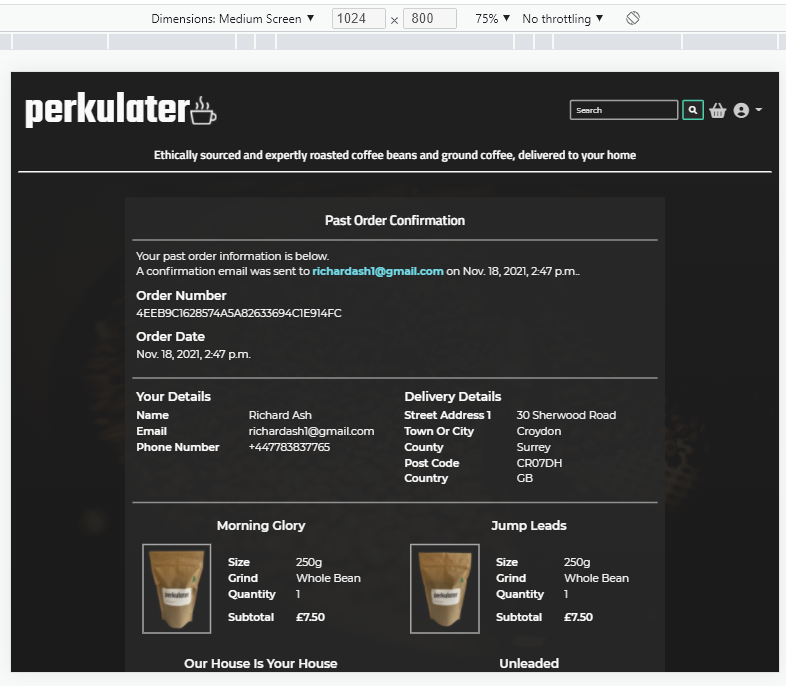 Dimensions: Medium Screen ▼ 1024 × 800 75% ▼ No throttling ▼
perkulater
Search
Ethically sourced and expertly roasted coffee beans and ground coffee, delivered to your home
Past Order Confirmation
Your past order information is below.
A confirmation email was sent to richardash1@gmail.com on Nov. 18, 2021, 2:47 p.m..
Order Number
4EEB9C1628574A5A82633694C1E914FC
Order Date
Nov. 18, 2021, 2:47 p.m.
Your Details
Name Richard Ash
Email richardash1@gmail.com
Phone Number +447783837765
Delivery Details
Street Address 1 30 Sherwood Road
Town Or City Croydon
County Surrey
Post Code CR07DH
Country GB
Morning Glory
perkulater
Size 250g
Grind Whole Bean
Quantity 1
Subtotal £7.50
Jump Leads
perkulater
Size 250g
Grind Whole Bean
Quantity 1
Subtotal £7.50
Our House Is Your House
Unleaded